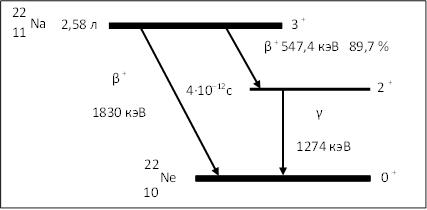 22
11 Na 2,58 л 3 +
β + 547,4 кэВ 89,7 %
β +
1830 кэВ
4·10⁻¹²с
2 +
γ
1274 кэВ
22
10 Ne 0 +